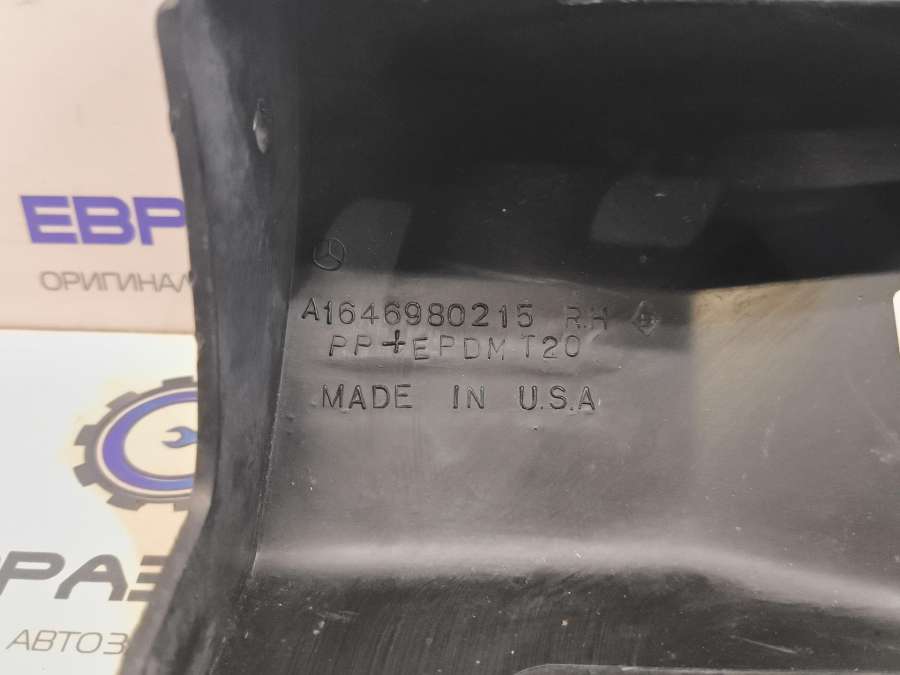 ЕВР
ОРИГИНАЛ
A1646980215 R.H
PP+EPDM T20
MADE IN U.S.A
РАЗ
АВТОЗ